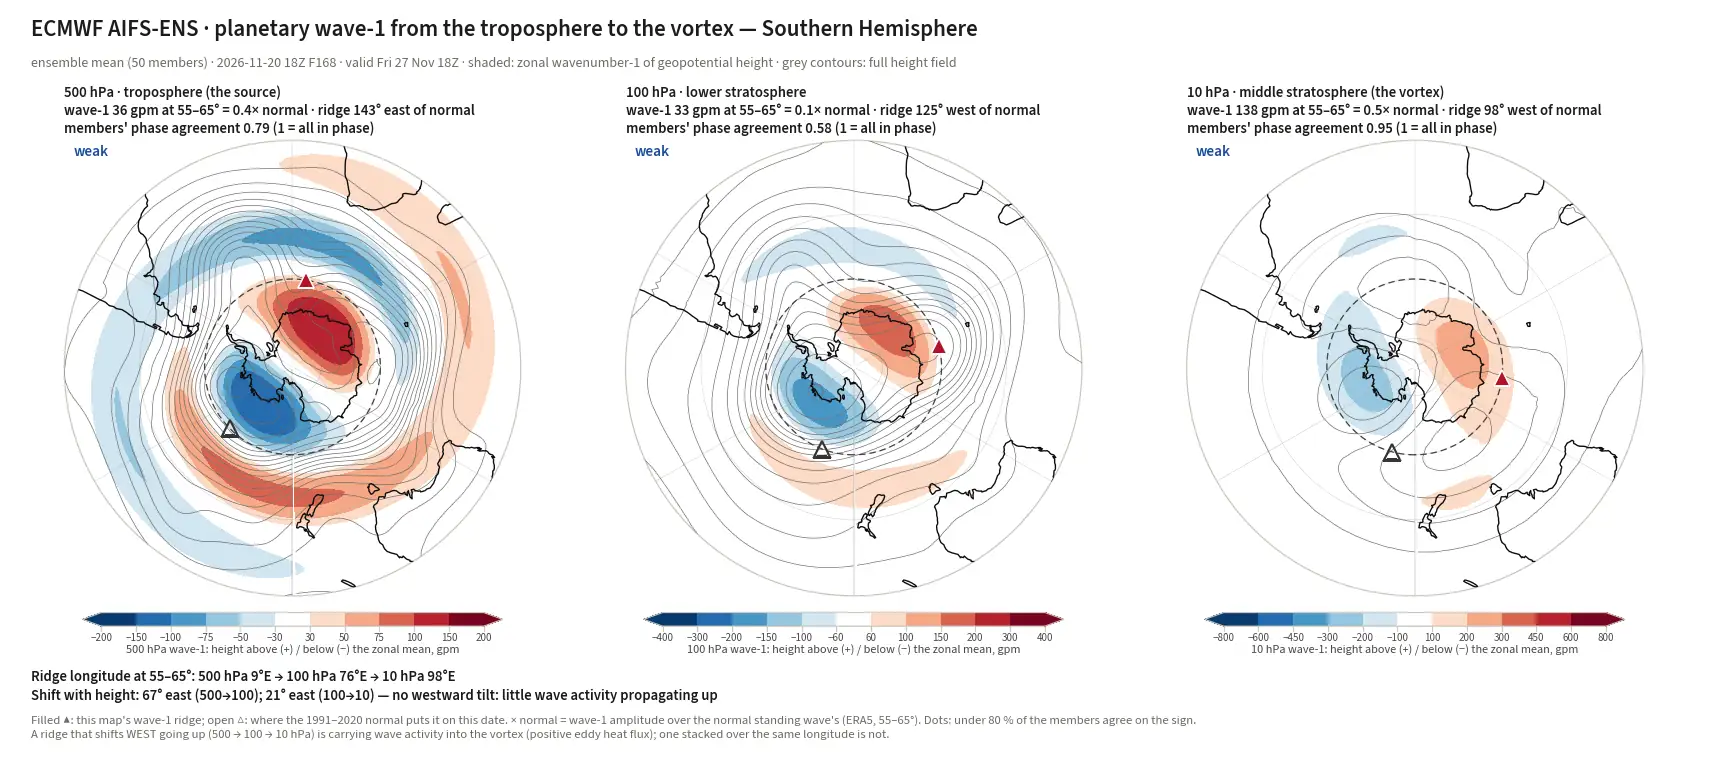 ECMWF AIFS-ENS · planetary wave-1 from the troposphere to the vortex — Southern Hemisphere
ensemble mean (50 members) · 2026-11-20 18Z F168 · valid Fri 27 Nov 18Z · shaded: zonal wavenumber-1 of geopotential height · grey contours: full height field
500 hPa · troposphere (the source)
wave-1 36 gpm at 55–65° = 0.4× normal · ridge 143° east of normal
members' phase agreement 0.79 (1 = all in phase)
weak
100 hPa · lower stratosphere
wave-1 33 gpm at 55–65° = 0.1× normal · ridge 125° west of normal
members' phase agreement 0.58 (1 = all in phase)
weak
10 hPa · middle stratosphere (the vortex)
wave-1 138 gpm at 55–65° = 0.5× normal · ridge 98° west of normal
members' phase agreement 0.95 (1 = all in phase)
weak
−200 −150 −100 −75 −50 −30 30 50 75 100 150 200
500 hPa wave-1: height above (+) / below (−) the zonal mean, gpm
−400 −300 −200 −150 −100 −60 60 100 150 200 300 400
100 hPa wave-1: height above (+) / below (−) the zonal mean, gpm
−800 −600 −450 −300 −200 −100 100 200 300 450 600 800
10 hPa wave-1: height above (+) / below (−) the zonal mean, gpm
Ridge longitude at 55–65°: 500 hPa 9°E → 100 hPa 76°E → 10 hPa 98°E
Shift with height: 67° east (500→100); 21° east (100→10) — no westward tilt: little wave activity propagating up
Filled ▲: this map's wave-1 ridge; open △: where the 1991–2020 normal puts it on this date. × normal = wave-1 amplitude over the normal standing wave's (ERA5, 55–65°). Dots: under 80 % of the members agree on the sign.
A ridge that shifts WEST going up (500 → 100 → 10 hPa) is carrying wave activity into the vortex (positive eddy heat flux); one stacked over the same longitude is not.